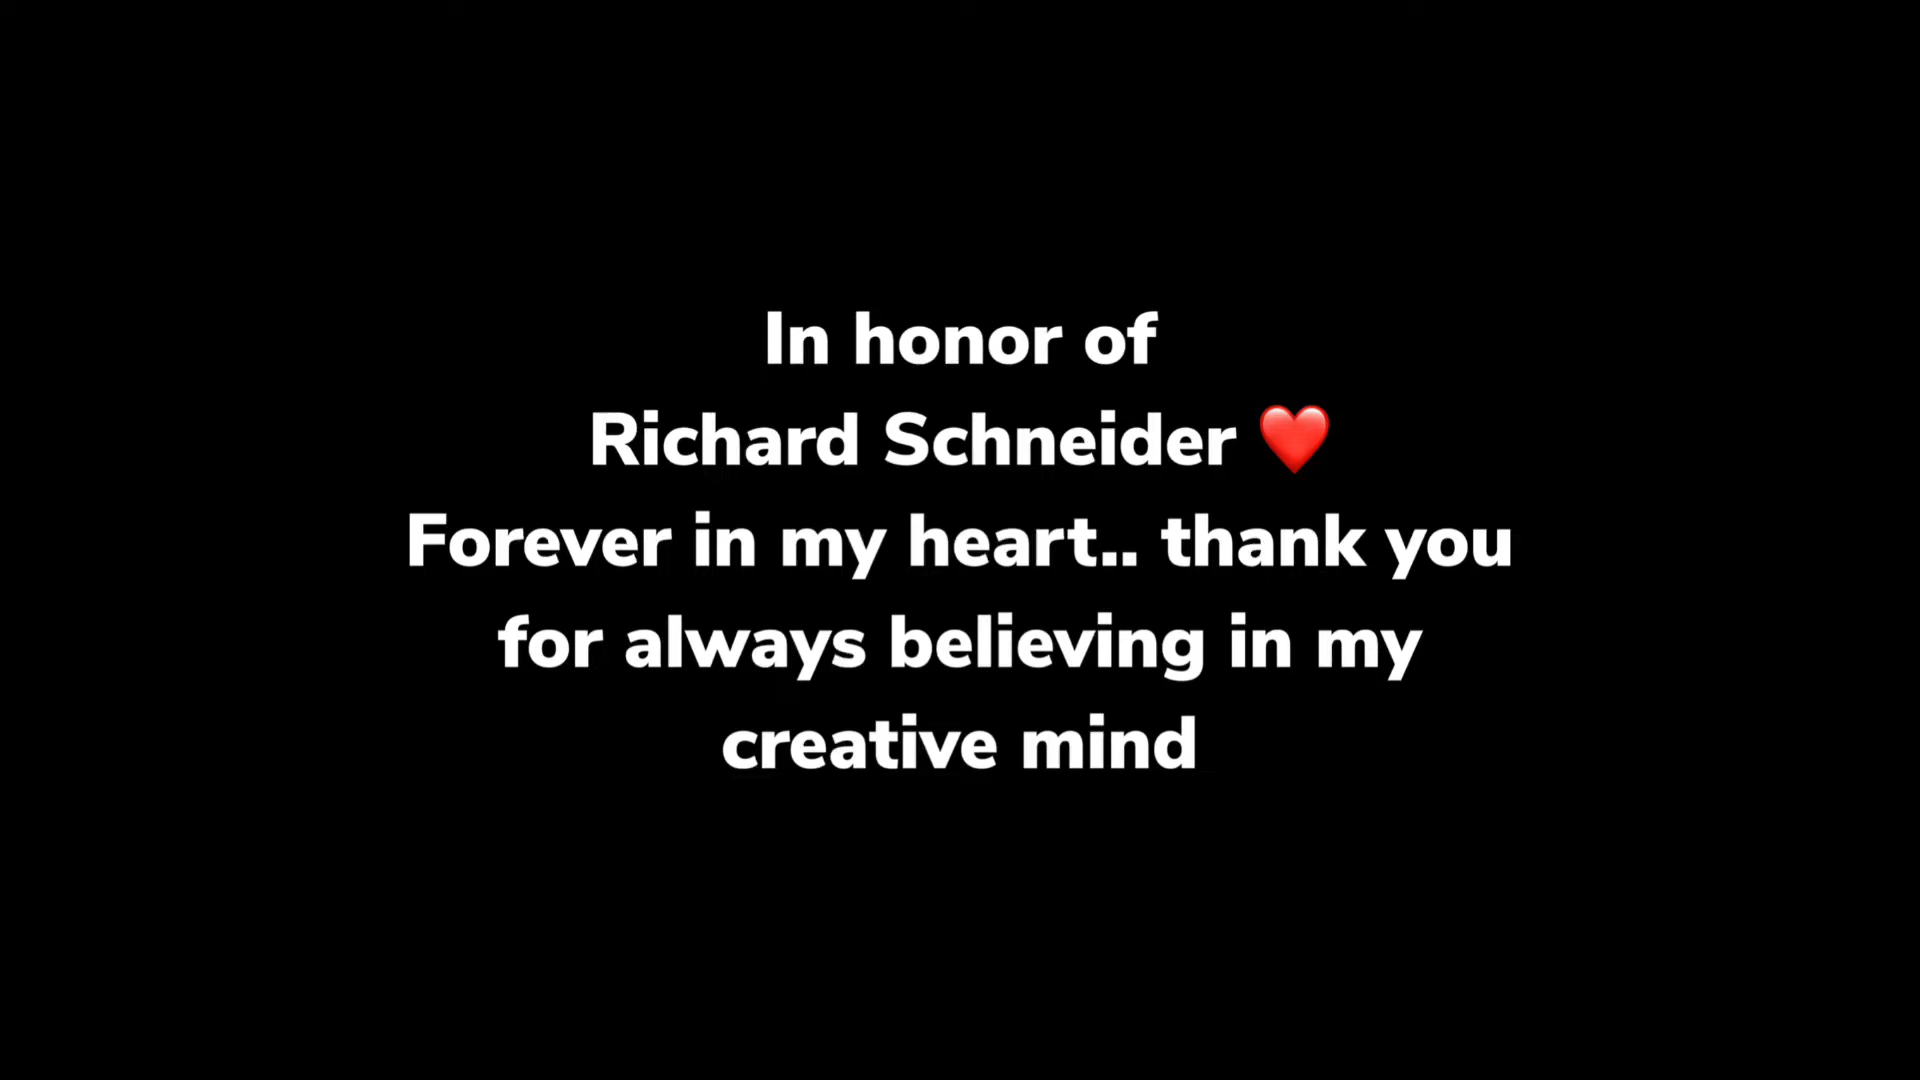 In honor of
Richard Schneider ❤️
Forever in my heart.. thank you
for always believing in my
creative mind